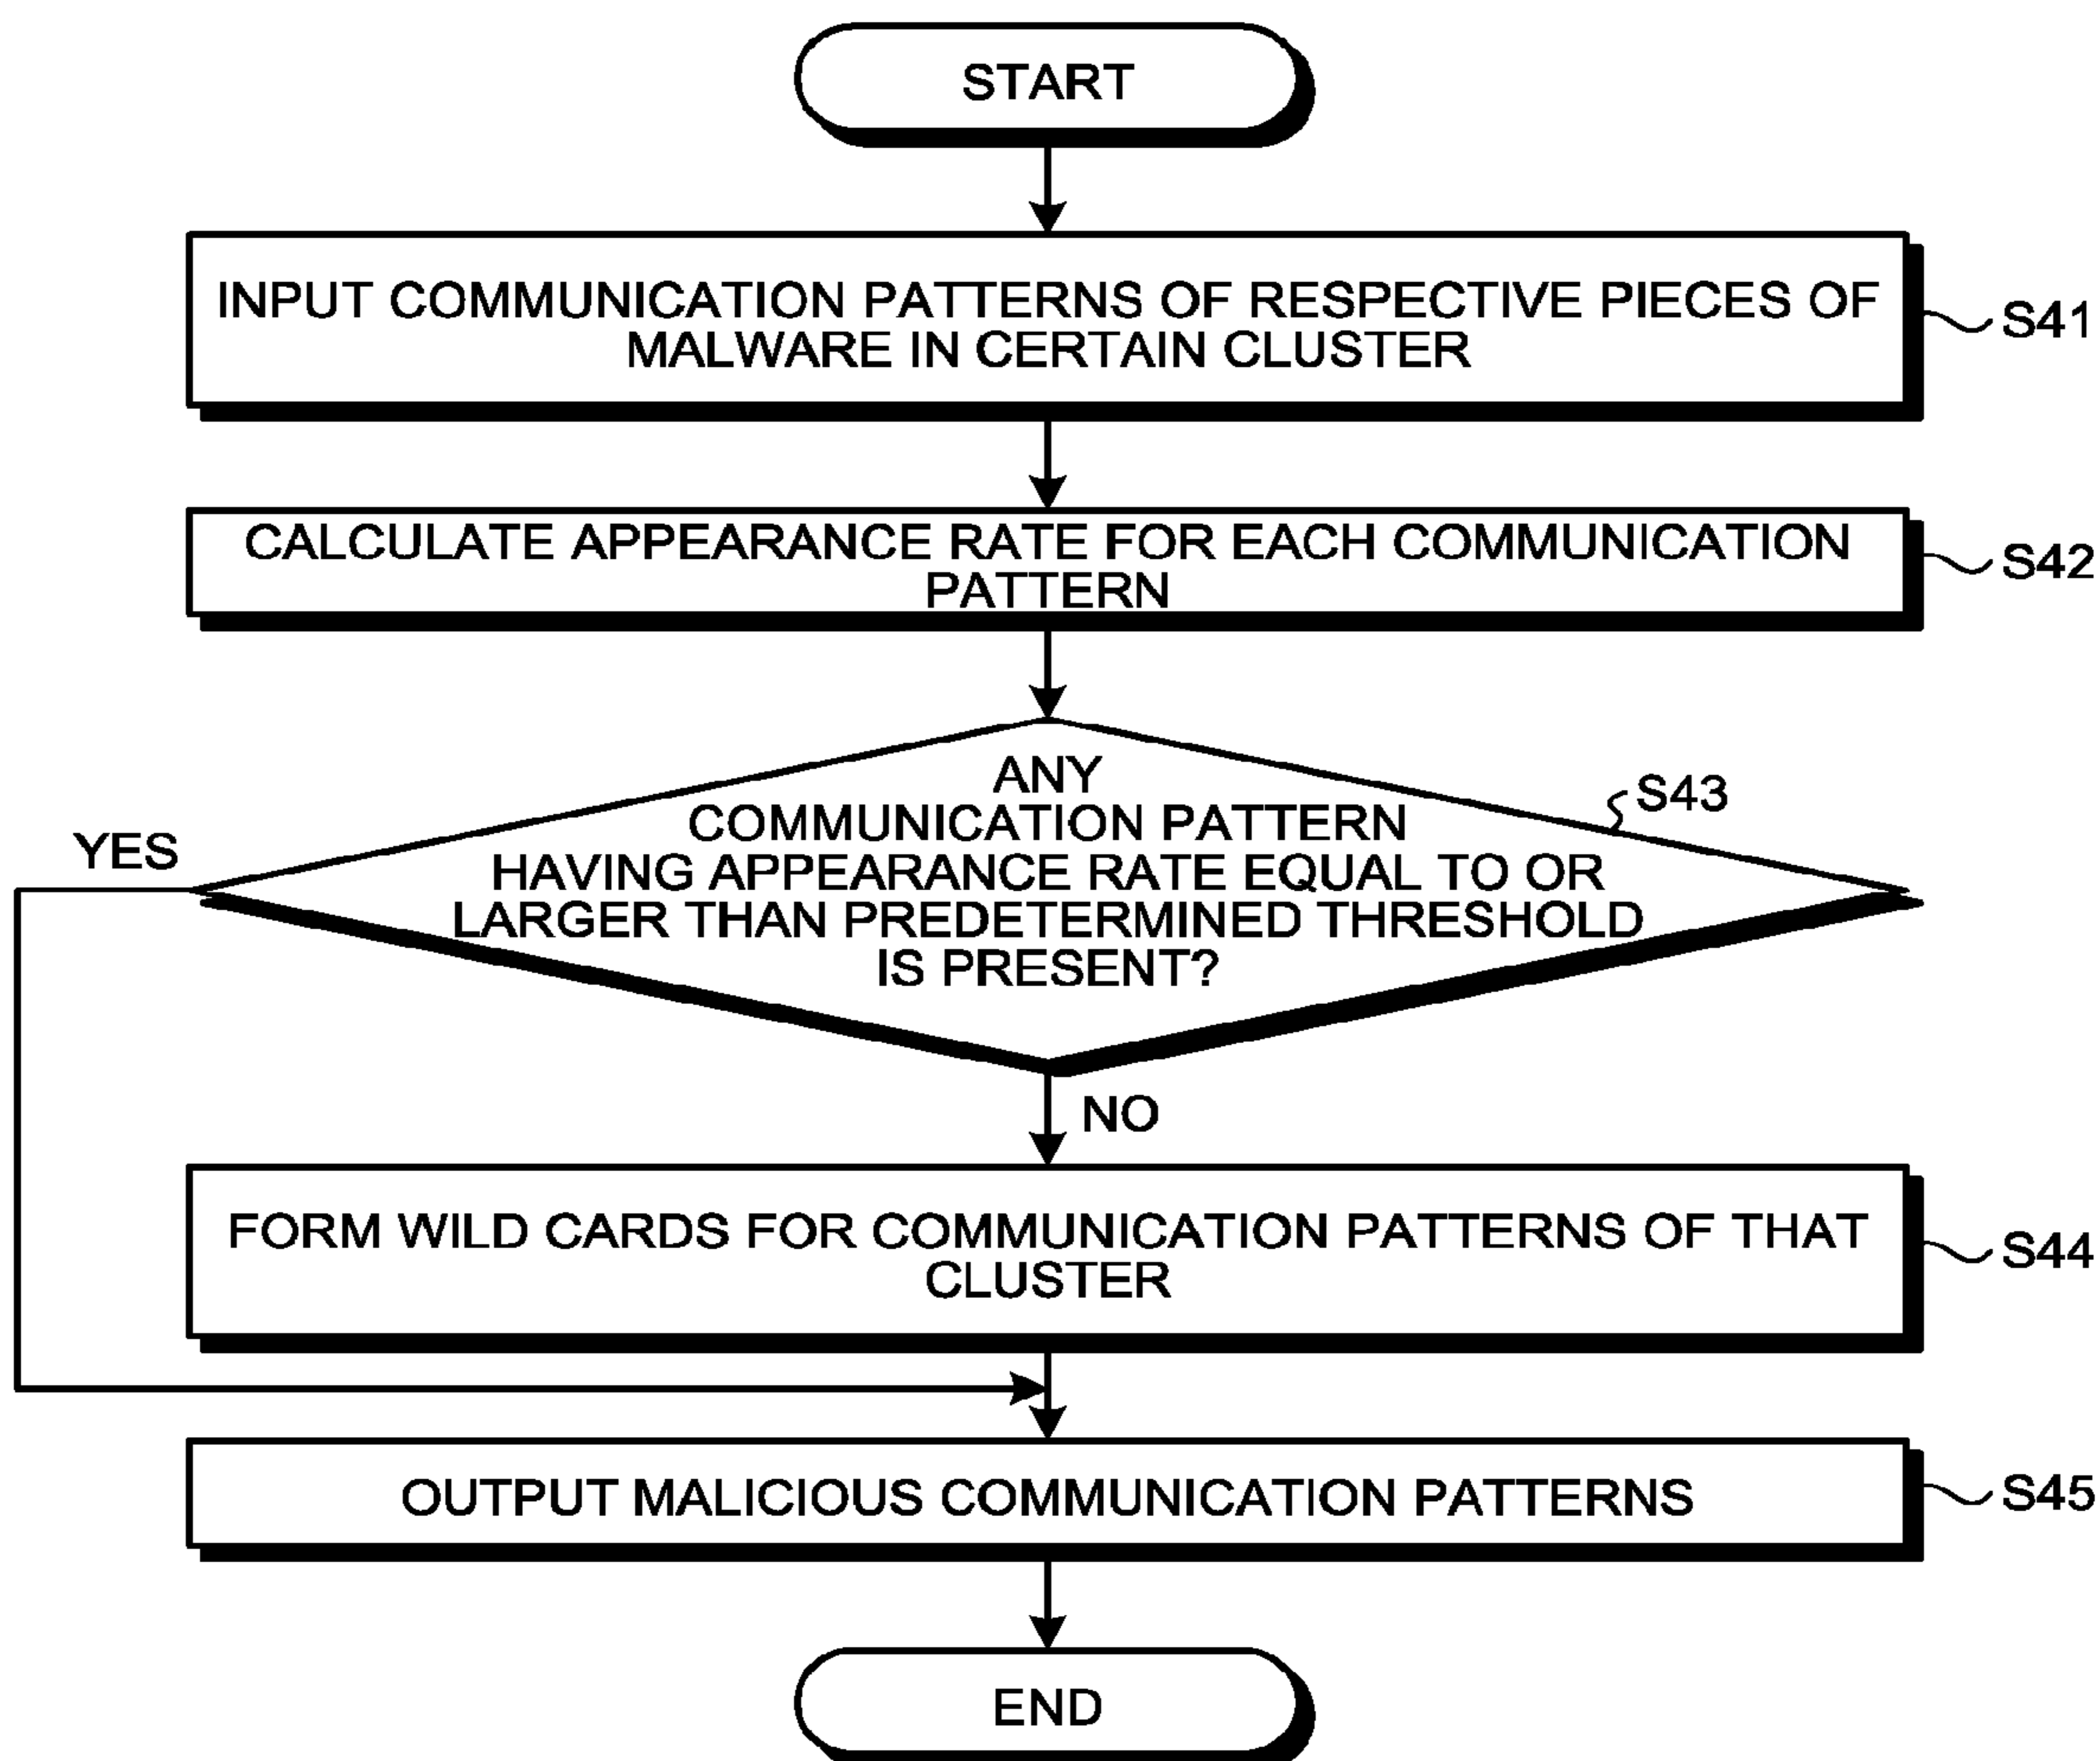 START
INPUT COMMUNICATION PATTERNS OF RESPECTIVE PIECES OF
MALWARE IN CERTAIN CLUSTER
S41
CALCULATE APPEARANCE RATE FOR EACH COMMUNICATION
PATTERN
S42
ANY
COMMUNICATION PATTERN
HAVING APPEARANCE RATE EQUAL TO OR
LARGER THAN PREDETERMINED THRESHOLD
IS PRESENT?
S43
YES
NO
FORM WILD CARDS FOR COMMUNICATION PATTERNS OF THAT
CLUSTER
S44
OUTPUT MALICIOUS COMMUNICATION PATTERNS
S45
END